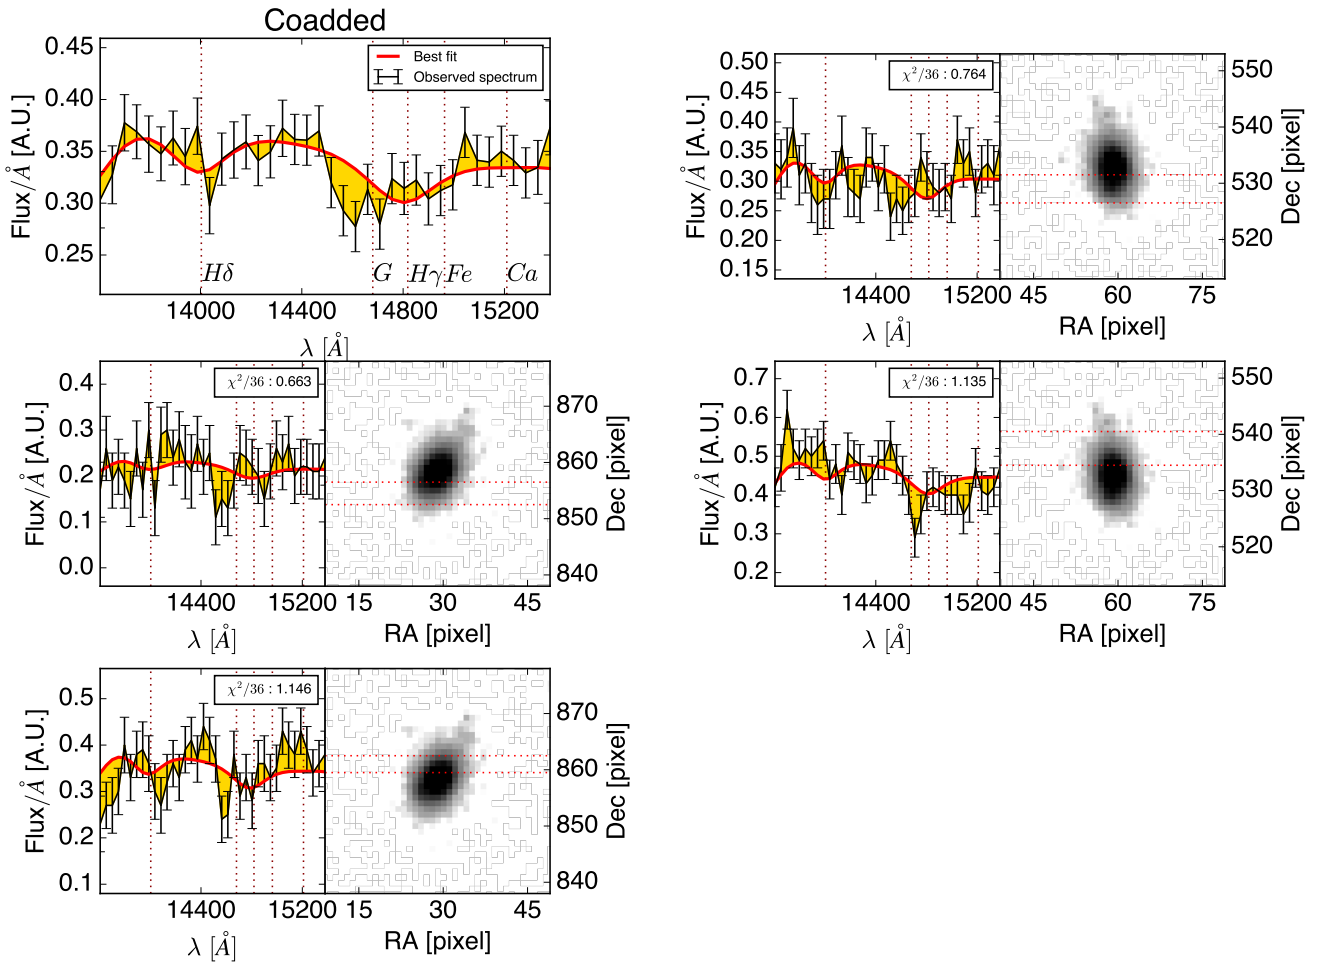 Coadded
0.45
0.40
0.35
0.30
0.25
Flux/Å [A.U.]
Best fit
Observed spectrum
Hδ
G
Hγ
Fe
Ca
14000 14400 14800 15200
λ [Å]
0.50
0.45
0.40
0.35
0.30
0.25
0.20
0.15
Flux/Å [A.U.]
χ²/36 : 0.764
14400 15200
λ [Å]
550
540
530
520
Dec [pixel]
45 60 75
RA [pixel]
0.4
0.3
0.2
0.1
0.0
Flux/Å [A.U.]
χ²/36 : 0.663
14400 15200
λ [Å]
870
860
850
840
Dec [pixel]
15 30 45
RA [pixel]
0.7
0.6
0.5
0.4
0.3
0.2
Flux/Å [A.U.]
χ²/36 : 1.135
14400 15200
λ [Å]
550
540
530
520
Dec [pixel]
45 60 75
RA [pixel]
0.5
0.4
0.3
0.2
0.1
Flux/Å [A.U.]
χ²/36 : 1.146
14400 15200
λ [Å]
870
860
850
840
Dec [pixel]
15 30 45
RA [pixel]